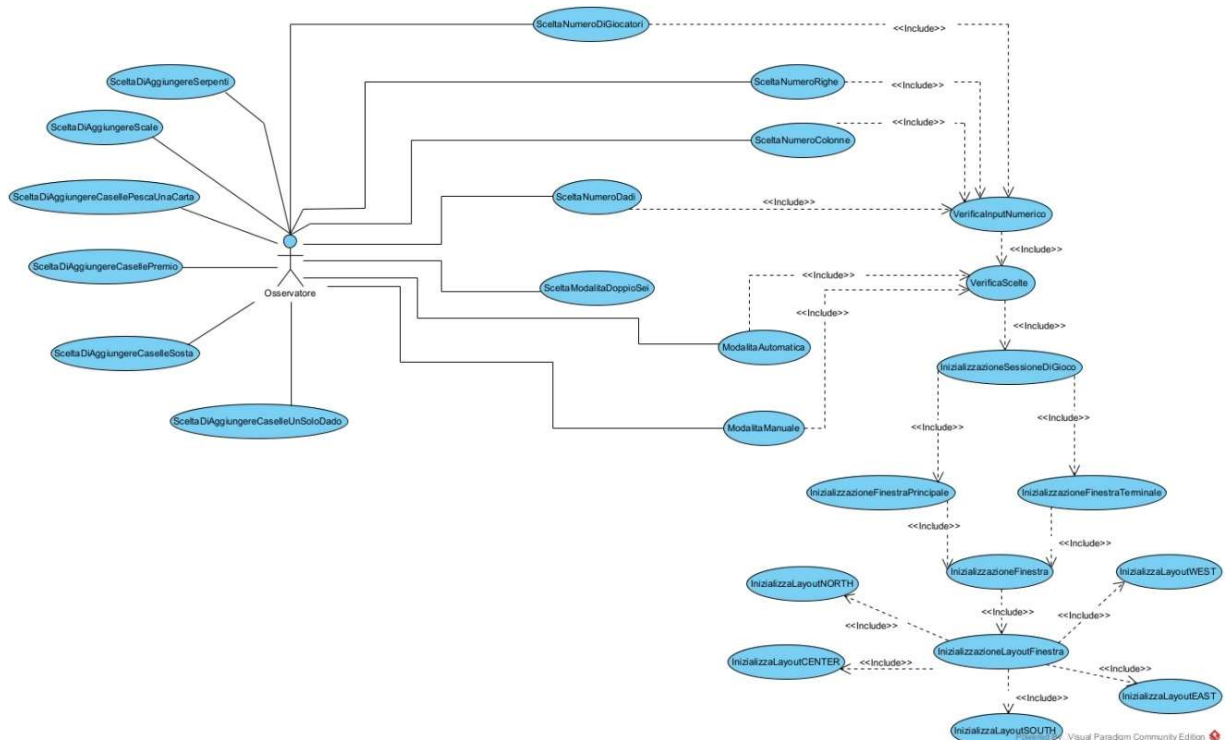 SceltaNumeroDiGiocatori
<<Include>>
SceltaDiAggiungereSerpenti
SceltaNumeroRighe
<<Include>>
SceltaDiAggiungereScale
<<Include>>
SceltaNumeroColonne
SceltaDiAggiungereCasellePescaUnaCarta
SceltaNumeroDadi
<<Include>>
VerificaInputNumerico
<<Include>>
SceltaDiAggiungereCasellePremio
<<Include>>
Osservatore
SceltaModalitaDoppioSei
VerificaScelte
<<Include>>
<<Include>>
SceltaDiAggiungereCaselleSosta
ModalitaAutomatica
InizializzazioneSessioneDiGioco
SceltaDiAggiungereCaselleUnSoloDado
ModalitaManuale
<<Include>>
<<Include>>
InizializzazioneFinestraPrincipale
InizializzazioneFinestraTerminale
<<Include>>
<<Include>>
InizializzaLayoutNORTH
InizializzazioneFinestra
InizializzaLayoutWEST
<<Include>>
<<Include>>
<<Include>>
InizializzazioneLayoutFinestra
InizializzaLayoutCENTER
<<Include>>
<<Include>>
InizializzaLayoutEAST
<<Include>>
InizializzaLayoutSOUTH
Powered By Visual Paradigm Community Edition